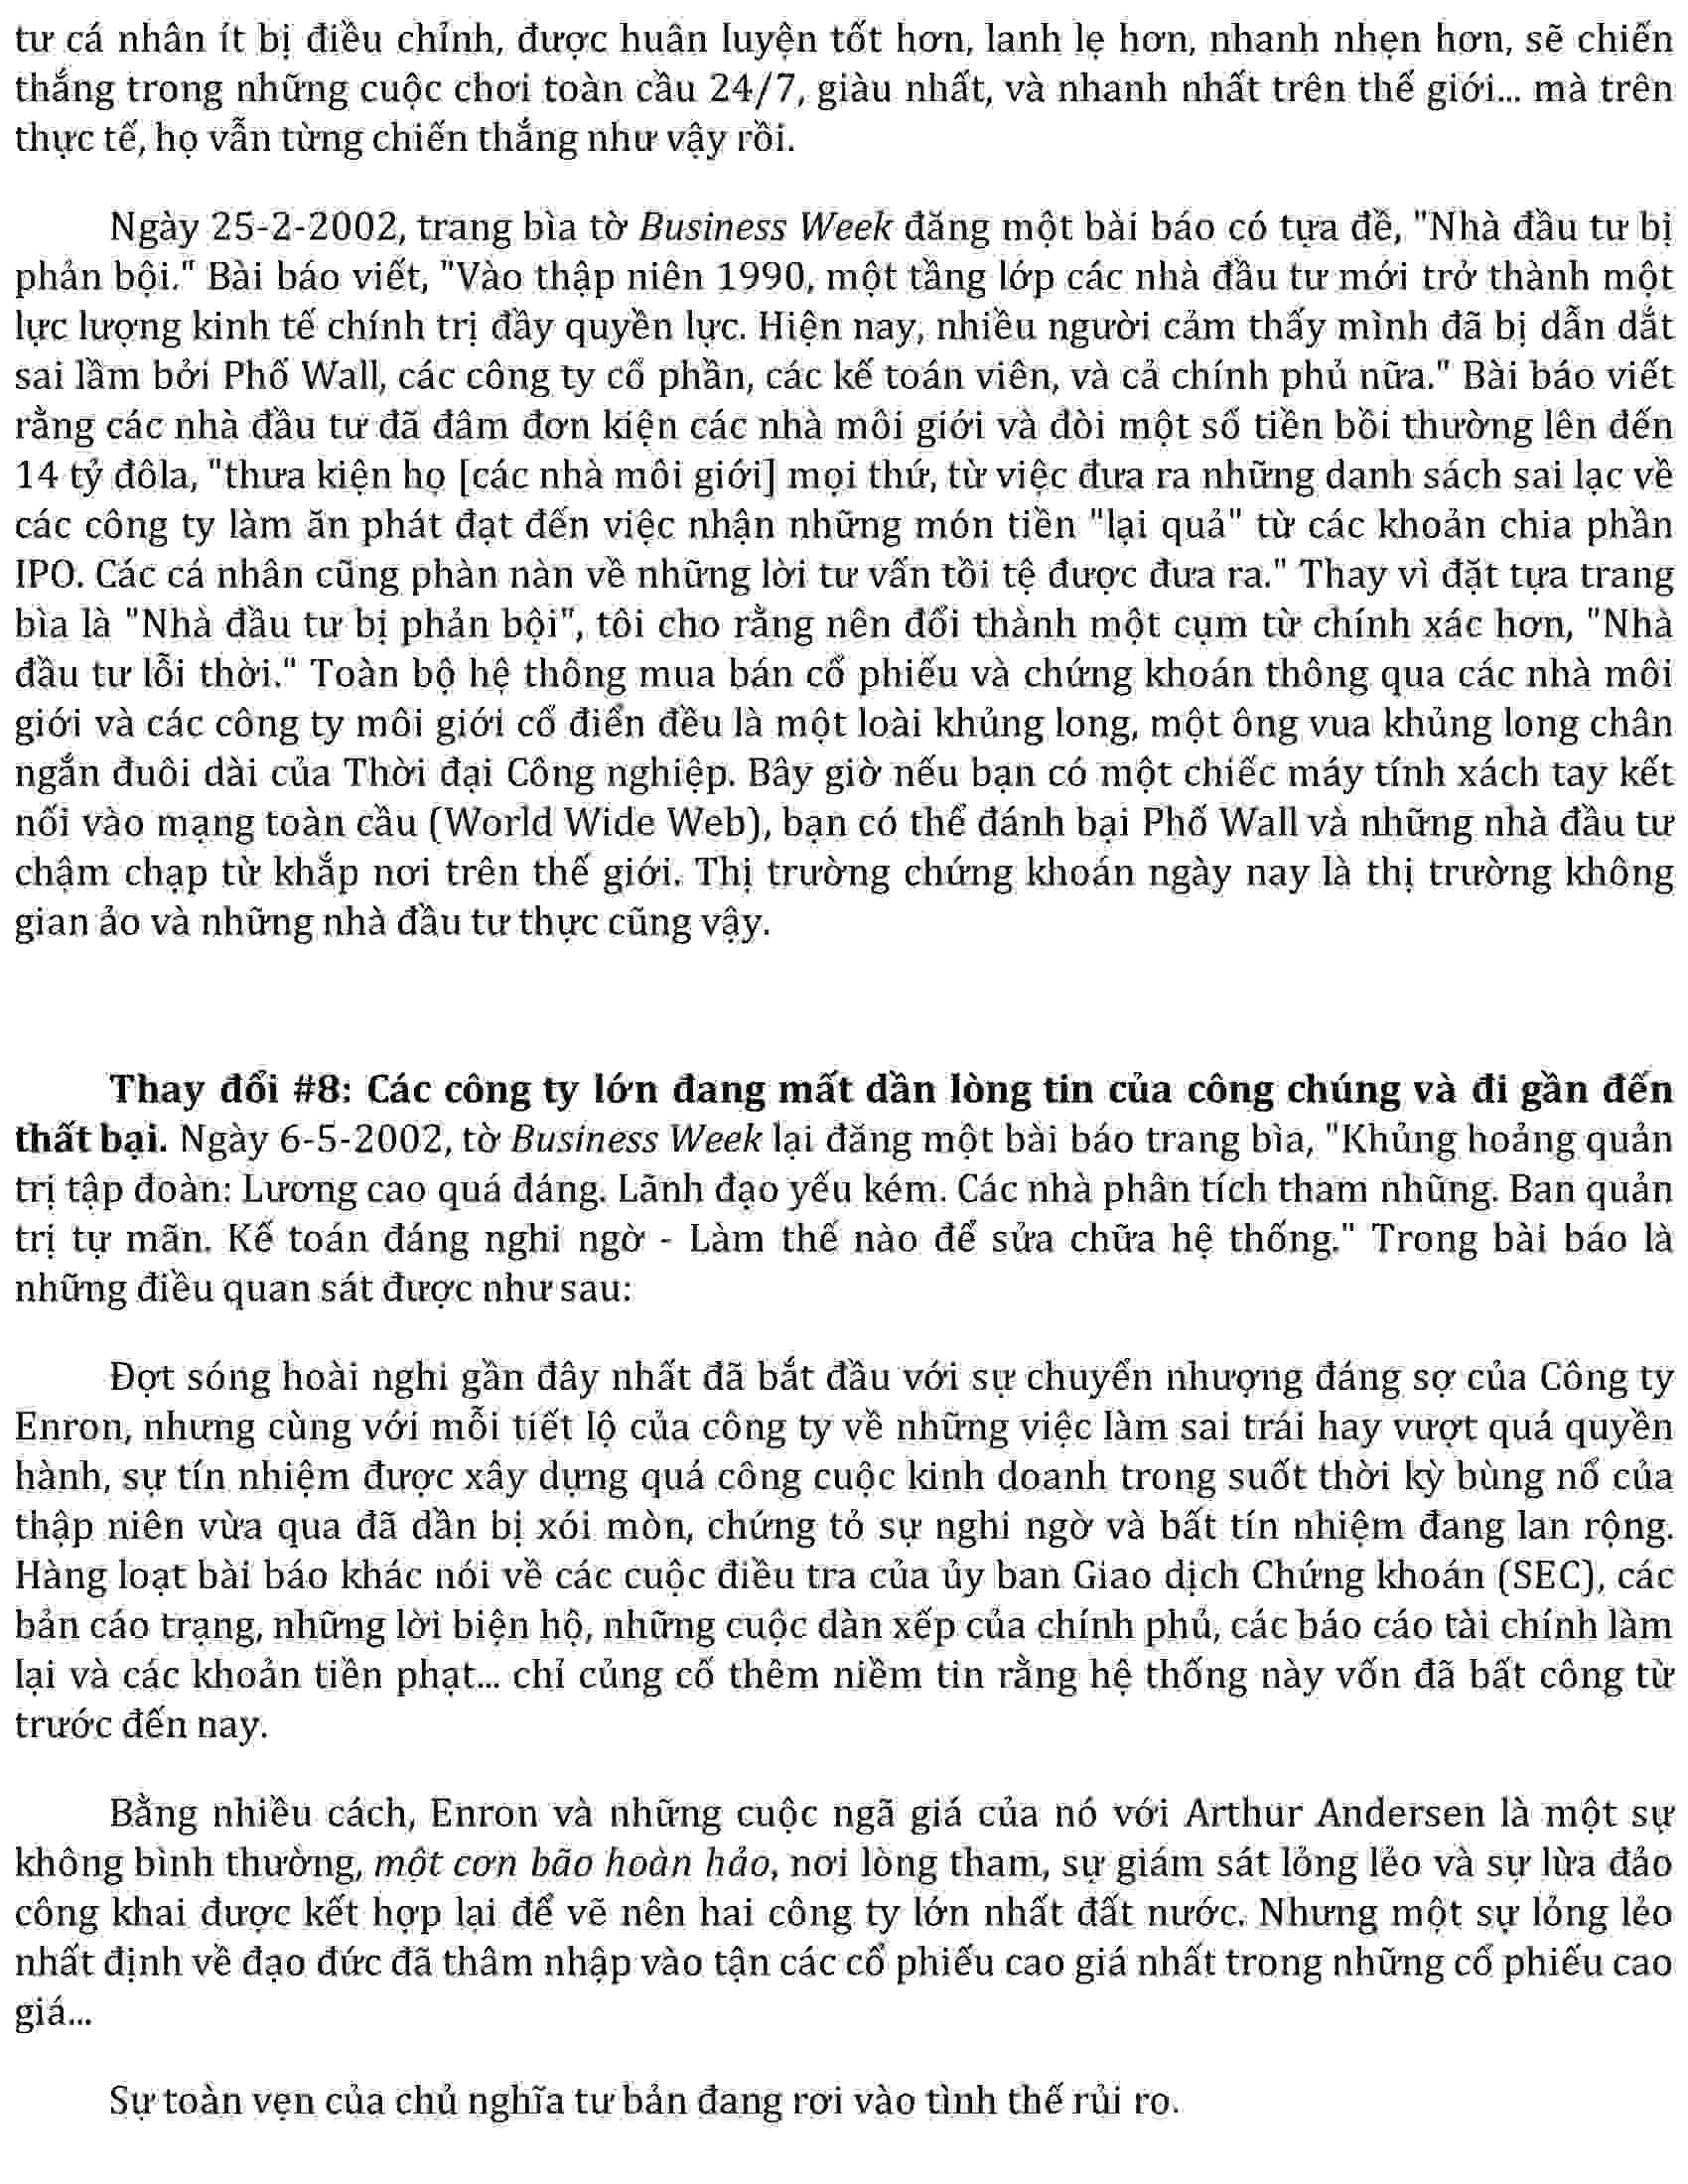 tư cá nhân ít bị điều chỉnh, được huấn luyện tốt hơn, lanh lẹ hơn, nhanh nhẹn hơn, sẽ chiến
thắng trong những cuộc chơi toàn cầu 24/7, giàu nhất, và nhanh nhất trên thế giới... mà trên
thực tế, họ vẫn từng chiến thắng như vậy rồi.
Ngày 25-2-2002, trang bìa tờ Business Week đăng một bài báo có tựa đề, "Nhà đầu tư bị
phản bội." Bài báo viết, "Vào thập niên 1990, một tầng lớp các nhà đầu tư mới trở thành một
lực lượng kinh tế chính trị đầy quyền lực. Hiện nay, nhiều người cảm thấy mình đã bị dẫn dắt
sai lầm bởi Phố Wall, các công ty cổ phần, các kế toán viên, và cả chính phủ nữa." Bài báo viết
rằng các nhà đầu tư đã đâm đơn kiện các nhà môi giới và đòi một số tiền bồi thường lên đến
14 tỷ đôla, "thưa kiện họ [các nhà môi giới] mọi thứ, từ việc đưa ra những danh sách sai lạc về
các công ty làm ăn phát đạt đến việc nhận những món tiền "lại quả" từ các khoản chia phần
IPO. Các cá nhân cũng phàn nàn về những lời tư vấn tồi tệ được đưa ra." Thay vì đặt tựa trang
bìa là "Nhà đầu tư bị phản bội", tôi cho rằng nên đổi thành một cụm từ chính xác hơn, "Nhà
đầu tư lỗi thời." Toàn bộ hệ thống mua bán cổ phiếu và chứng khoán thông qua các nhà môi
giới và các công ty môi giới cổ điển đều là một loài khủng long, một ông vua khủng long chân
ngắn đuôi dài của Thời đại Công nghiệp. Bây giờ nếu bạn có một chiếc máy tính xách tay kết
nối vào mạng toàn cầu (World Wide Web), bạn có thể đánh bại Phố Wall và những nhà đầu tư
chậm chạp từ khắp nơi trên thế giới. Thị trường chứng khoán ngày nay là thị trường không
gian ảo và những nhà đầu tư thực cũng vậy.
Thay đổi #8: Các công ty lớn đang mất dần lòng tin của công chúng và đi gần đến
thất bại. Ngày 6-5-2002, tờ Business Week lại đăng một bài báo trang bìa, "Khủng hoảng quản
trị tập đoàn: Lương cao quá đáng. Lãnh đạo yếu kém. Các nhà phân tích tham nhũng. Ban quản
trị tự mãn. Kế toán đáng nghi ngờ - Làm thế nào để sửa chữa hệ thống." Trong bài báo là
những điều quan sát được như sau:
Đợt sóng hoài nghi gần đây nhất đã bắt đầu với sự chuyển nhượng đáng sợ của Công ty
Enron, nhưng cùng với mỗi tiết lộ của công ty về những việc làm sai trái hay vượt quá quyền
hành, sự tín nhiệm được xây dựng quá công cuộc kinh doanh trong suốt thời kỳ bùng nổ của
thập niên vừa qua đã dần bị xói mòn, chứng tỏ sự nghi ngờ và bất tín nhiệm đang lan rộng.
Hàng loạt bài báo khác nói về các cuộc điều tra của ủy ban Giao dịch Chứng khoán (SEC), các
bản cáo trạng, những lời biện hộ, những cuộc dàn xếp của chính phủ, các báo cáo tài chính làm
lại và các khoản tiền phạt... chỉ củng cố thêm niềm tin rằng hệ thống này vốn đã bất công từ
trước đến nay.
Bằng nhiều cách, Enron và những cuộc ngã giá của nó với Arthur Andersen là một sự
không bình thường, một cơn bão hoàn hảo, nơi lòng tham, sự giám sát lỏng lẻo và sự lừa đảo
công khai được kết hợp lại để vẽ nên hai công ty lớn nhất đất nước. Nhưng một sự lỏng lẻo
nhất định về đạo đức đã thâm nhập vào tận các cổ phiếu cao giá nhất trong những cổ phiếu cao
giá...
Sự toàn vẹn của chủ nghĩa tư bản đang rơi vào tình thế rủi ro.